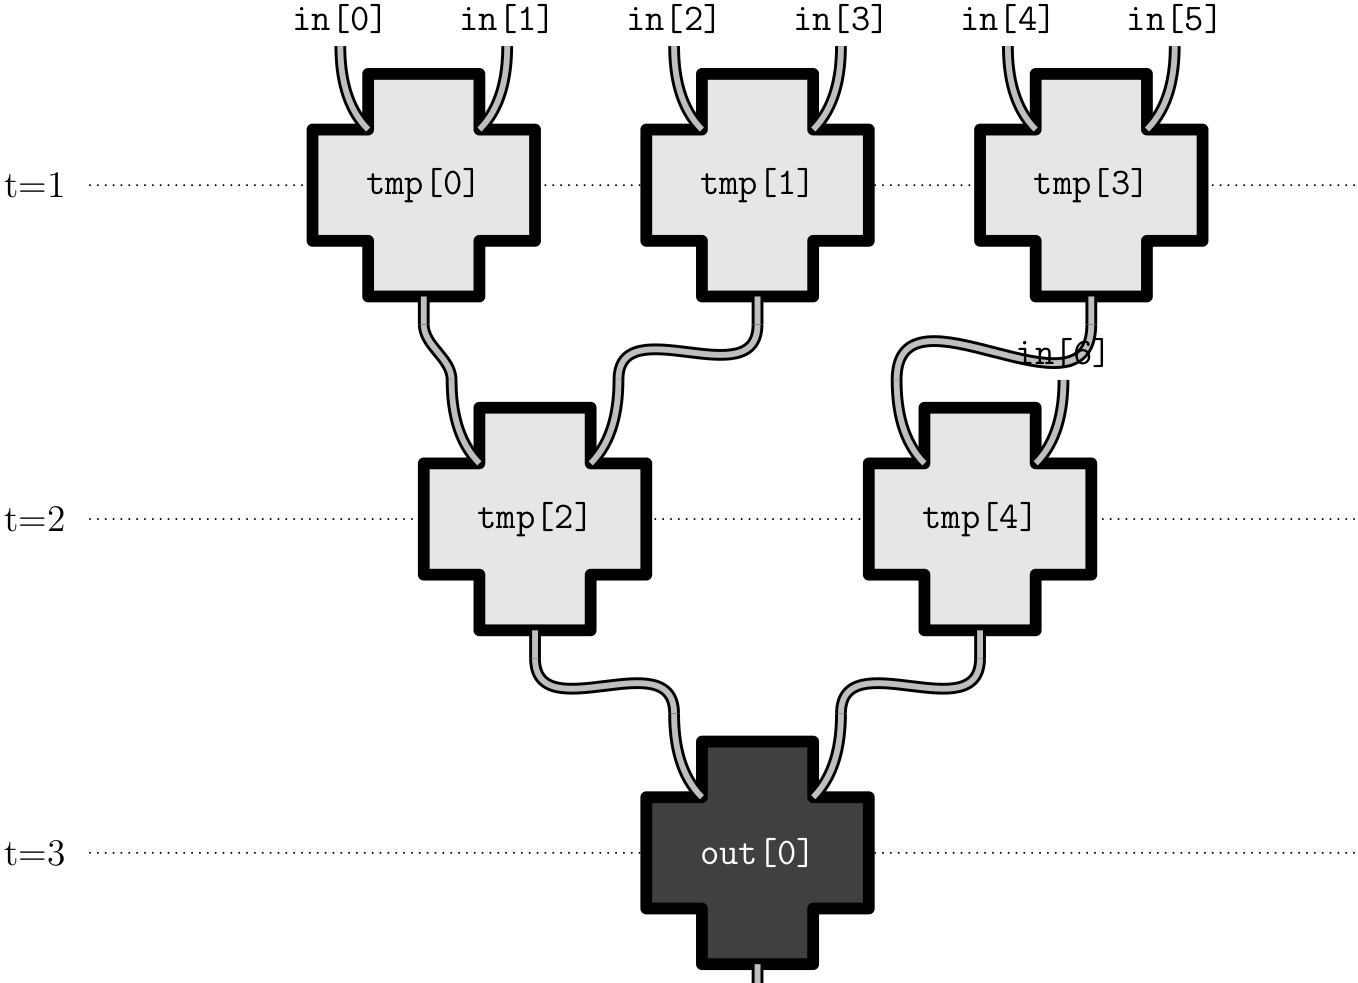 in[0] in[1] in[2] in[3] in[4] in[5]
t=1 tmp[0] tmp[1] tmp[3]
in[6]
t=2 tmp[2] tmp[4]
t=3 out[0]